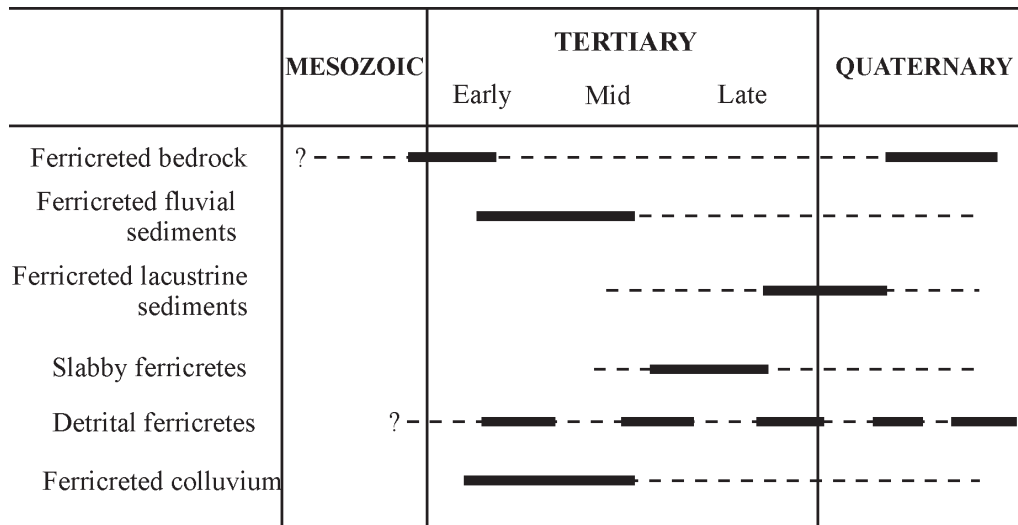 TERTIARY
MESOZOIC
QUATERNARY
Early Mid Late
Ferricreted bedrock ?
Ferricreted fluvial
sediments
Ferricreted lacustrine
sediments
Slabby ferricretes
Detrital ferricretes ?
Ferricreted colluvium